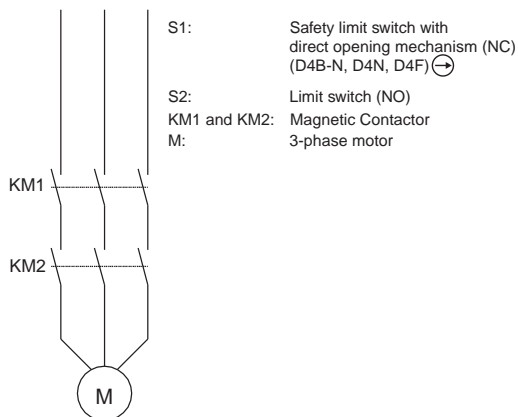 S1: Safety limit switch with
direct opening mechanism (NC)
(D4B-N, D4N, D4F)
S2: Limit switch (NO)
KM1 and KM2: Magnetic Contactor
M: 3-phase motor
KM1
KM2
M